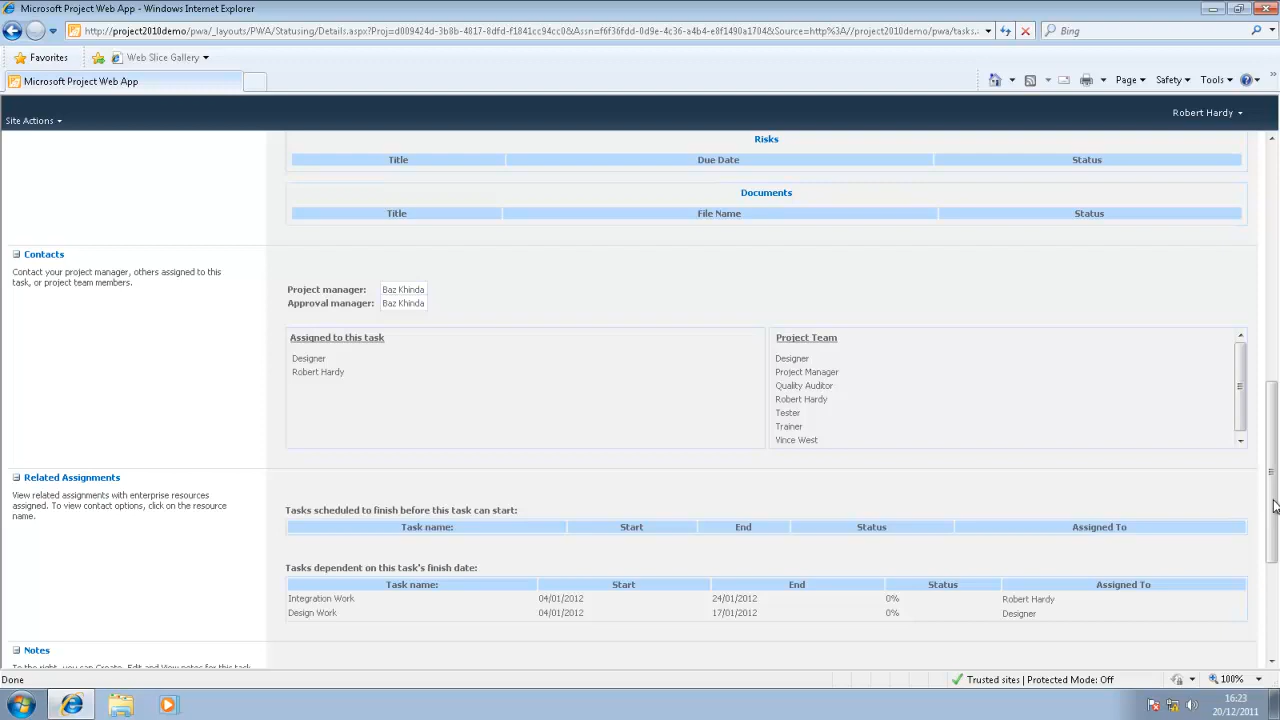 Microsoft Project Web App - Windows Internet Explorer
http://project2010demo/pwa/_layouts/PWA/Statusing/Details.aspx?Proj=d009424d-3b8b-4817-8dfd-f1841cc94cc0&Assn=f6f36fdd-0d9e-4c36-a4b4-e8f1490a1704&Source=http%3A//project2010demo/pwa/tasks.
Bing
Favorites
Web Slice Gallery
Microsoft Project Web App
Page
Safety
Tools
Robert Hardy
Site Actions
Risks
Title Due Date Status
Documents
Title File Name Status
Contacts
Contact your project manager, others assigned to this
task, or project team members.
Project manager: Baz Khinda
Approval manager: Baz Khinda
Assigned to this task
Designer
Robert Hardy
Project Team
Designer
Project Manager
Quality Auditor
Robert Hardy
Tester
Trainer
Vince West
Related Assignments
View related assignments with enterprise resources
assigned. To view contact options, click on the resource
name.
Tasks scheduled to finish before this task can start:
Task name: Start End Status Assigned To
Tasks dependent on this task's finish date:
Task name: Start End Status Assigned To
Integration Work 04/01/2012 24/01/2012 0% Robert Hardy
Design Work 04/01/2012 17/01/2012 0% Designer
Notes
To the right, you can Create, Edit and View notes for this task
Done
Trusted sites | Protected Mode: Off
100%
16:23
20/12/2011